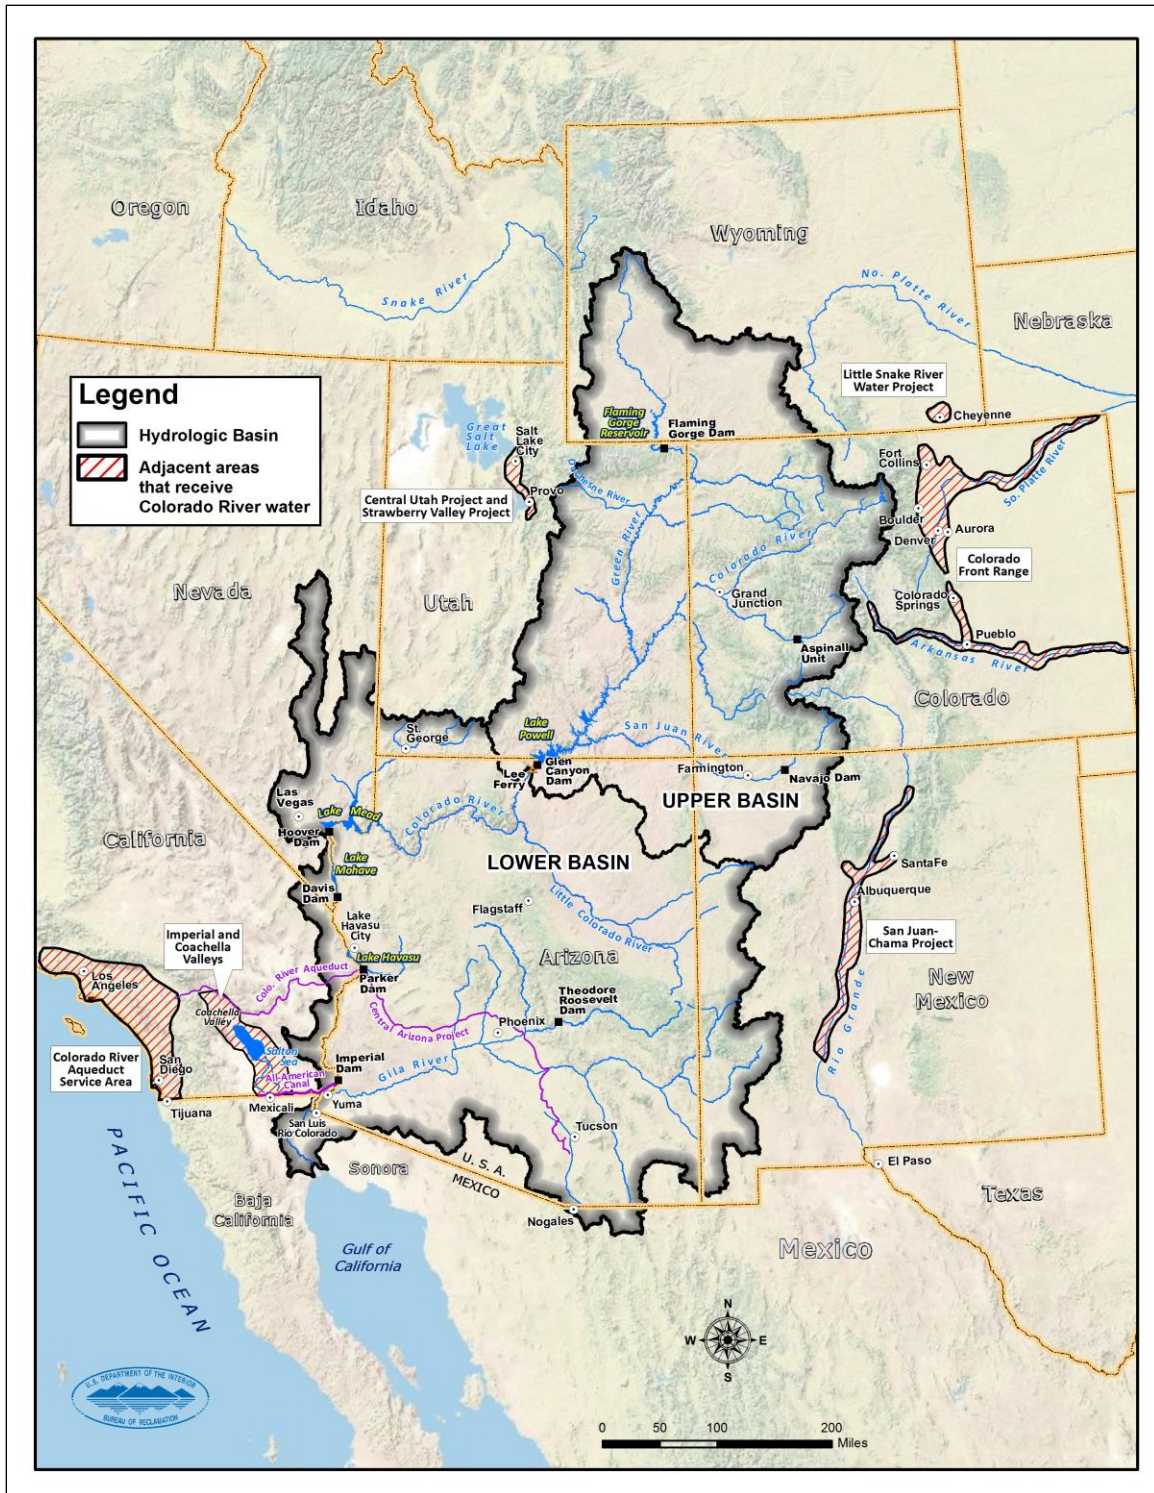 Oregon
Idaho
Wyoming
Snake River
No. Platte River
Nebraska
Legend
Hydrologic Basin
Adjacent areas
that receive
Colorado River water
Little Snake River
Water Project
Cheyenne
Flaming
Gorge
Reservoir
Flaming
Gorge Dam
Great
Salt
Lake
Salt
Lake
City
Provo
Central Utah Project and
Strawberry Valley Project
Duchesne River
Green River
Colorado River
Fort
Collins
So. Platte River
Boulder
Denver
Aurora
Colorado
Front Range
Colorado
Springs
Pueblo
Arkansas River
Nevada
Utah
Grand
Junction
Aspinall
Unit
Colorado
St.
George
Lake
Powell
San Juan River
Lee
Ferry
Glen
Canyon
Dam
Farmington
Navajo Dam
UPPER BASIN
Las
Vegas
Lake Mead
Hoover
Dam
Colorado River
California
LOWER BASIN
Lake
Mohave
Davis
Dam
SantaFe
Albuquerque
Flagstaff
Little Colorado River
Lake
Havasu
City
Imperial and
Coachella
Valleys
San Juan-
Chama Project
Arizona
Lake Havasu
Parker
Dam
Colo. River Aqueduct
Los
Angeles
New
Mexico
Coachella
Valley
Theodore
Roosevelt
Dam
Central Arizona Project
Phoenix
Rio Grande
Colorado River
Aqueduct
Service Area
San
Diego
Salton
Sea
Imperial
Dam
Gila River
All-American
Canal
Tijuana
Mexicali
Yuma
San Luis
Rio Colorado
Tucson
PACIFIC OCEAN
Sonora
U. S. A.
MEXICO
El Paso
Texas
Baja
California
Nogales
Gulf of
California
Mexico
N
W
E
S
U.S. DEPARTMENT OF THE INTERIOR
BUREAU OF RECLAMATION
0 50 100 200
Miles